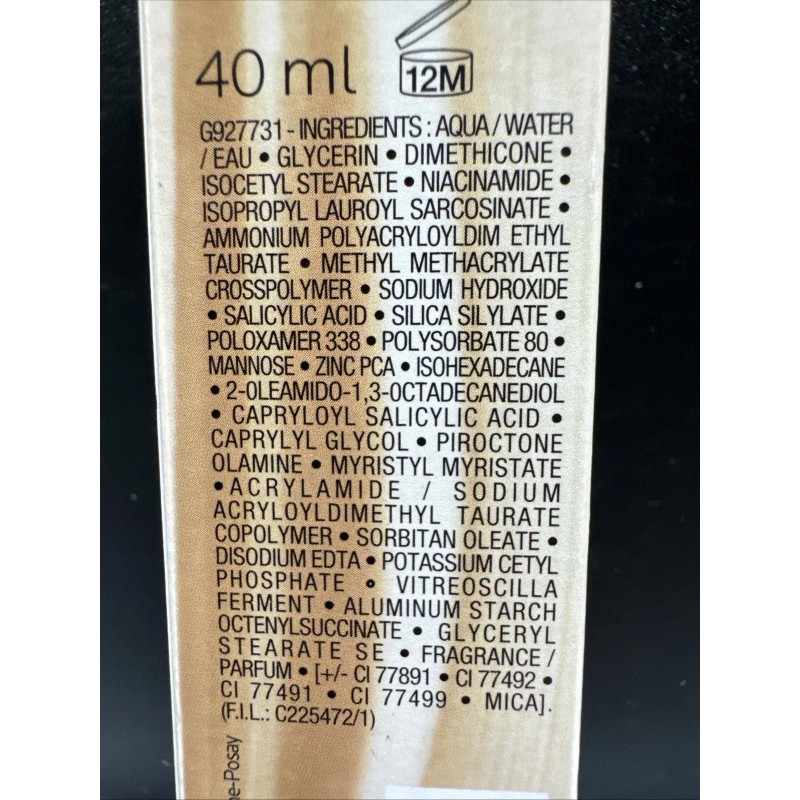 40 ml
12M
G927731 - INGREDIENTS : AQUA / WATER
/ EAU • GLYCERIN • DIMETHICONE •
ISOCETYL STEARATE • NIACINAMIDE •
ISOPROPYL LAUROYL SARCOSINATE •
AMMONIUM POLYACRYLOYLDIM ETHYL
TAURATE • METHYL METHACRYLATE
CROSSPOLYMER • SODIUM HYDROXIDE
• SALICYLIC ACID • SILICA SILYLATE •
POLOXAMER 338 • POLYSORBATE 80 •
MANNOSE • ZINC PCA • ISOHEXADECANE
• 2-OLEAMIDO-1,3-OCTADECANEDIOL
• CAPRYLOYL SALICYLIC ACID •
CAPRYLYL GLYCOL • PIROCTONE
OLAMINE • MYRISTYL MYRISTATE
• ACRYLAMIDE / SODIUM
ACRYLOYLDIMETHYL TAURATE
COPOLYMER • SORBITAN OLEATE •
DISODIUM EDTA • POTASSIUM CETYL
PHOSPHATE • VITREOSCILLA
FERMENT • ALUMINUM STARCH
OCTENYLSUCCINATE • GLYCERYL
STEARATE SE • FRAGRANCE /
PARFUM • [+/- CI 77891 • CI 77492 •
CI 77491 • CI 77499 • MICA].
(F.I.L.: C225472/1)
e-Posay